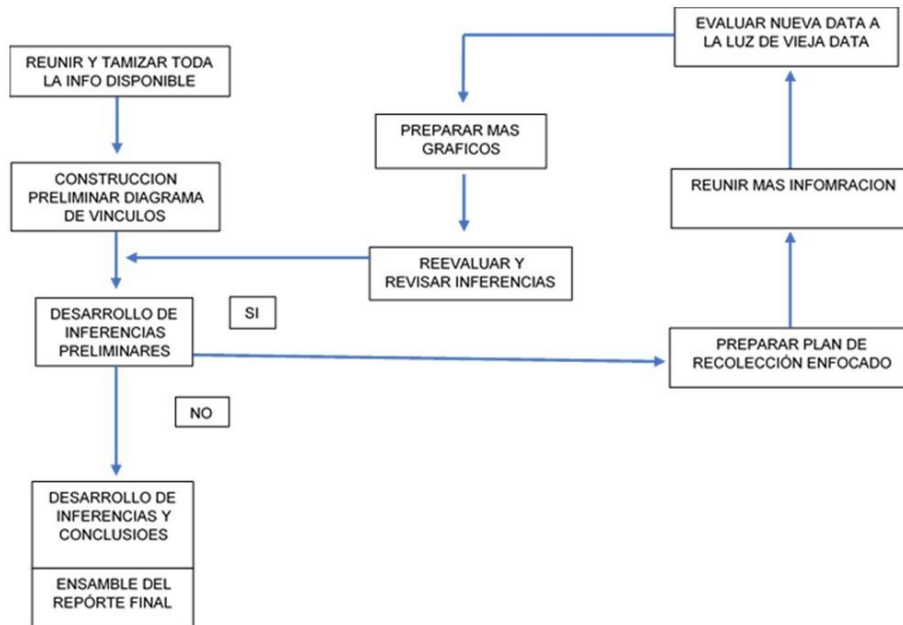 REUNIR Y TAMIZAR TODA
LA INFO DISPONIBLE
CONSTRUCCION
PRELIMINAR DIAGRAMA
DE VINCULOS
DESARROLLO DE
INFERENCIAS
PRELIMINARES
SI
NO
DESARROLLO DE
INFERENCIAS Y
CONCLUSIOES
ENSAMBLE DEL
REPÓRTE FINAL
PREPARAR PLAN DE
RECOLECCIÓN ENFOCADO
REUNIR MAS INFOMRACION
EVALUAR NUEVA DATA A
LA LUZ DE VIEJA DATA
PREPARAR MAS
GRAFICOS
REEVALUAR Y
REVISAR INFERENCIAS